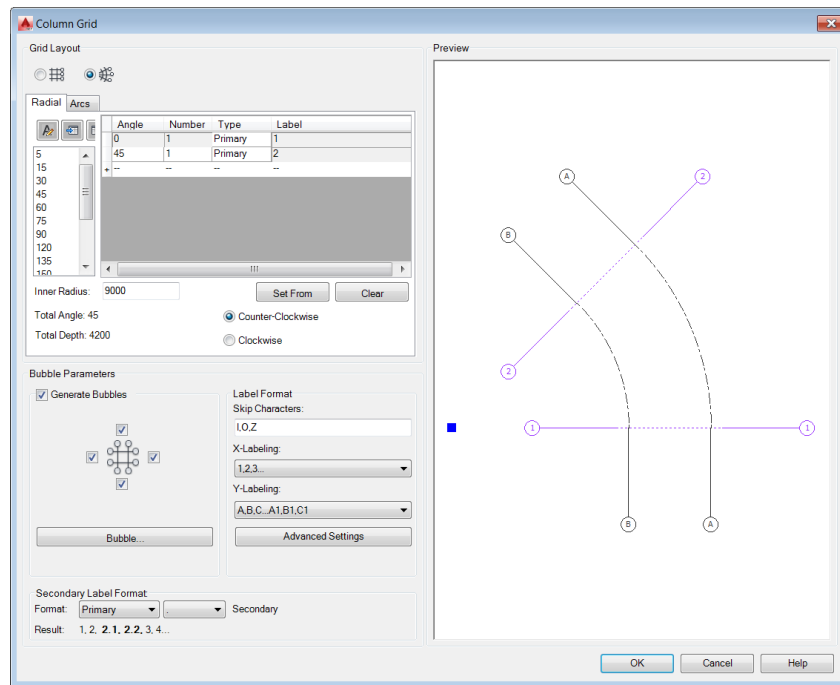 Column Grid
Grid Layout
Preview
Radial Arcs
Angle Number Type Label
0 1 Primary 1
45 1 Primary 2
-- -- -- --
5
15
30
45
60
75
90
120
135
150
Inner Radius: 9000 Set From Clear
Total Angle: 45 Counter-Clockwise
Total Depth: 4200 Clockwise
Bubble Parameters
Generate Bubbles
Label Format
Skip Characters:
I,O,Z
X-Labeling:
1,2,3...
Y-Labeling:
A,B,C...A1,B1,C1
Bubble... Advanced Settings
Secondary Label Format
Format: Primary . Secondary
Result: 1, 2, 2.1, 2.2, 3, 4...
A 2
B
2
1 1
B A
OK Cancel Help